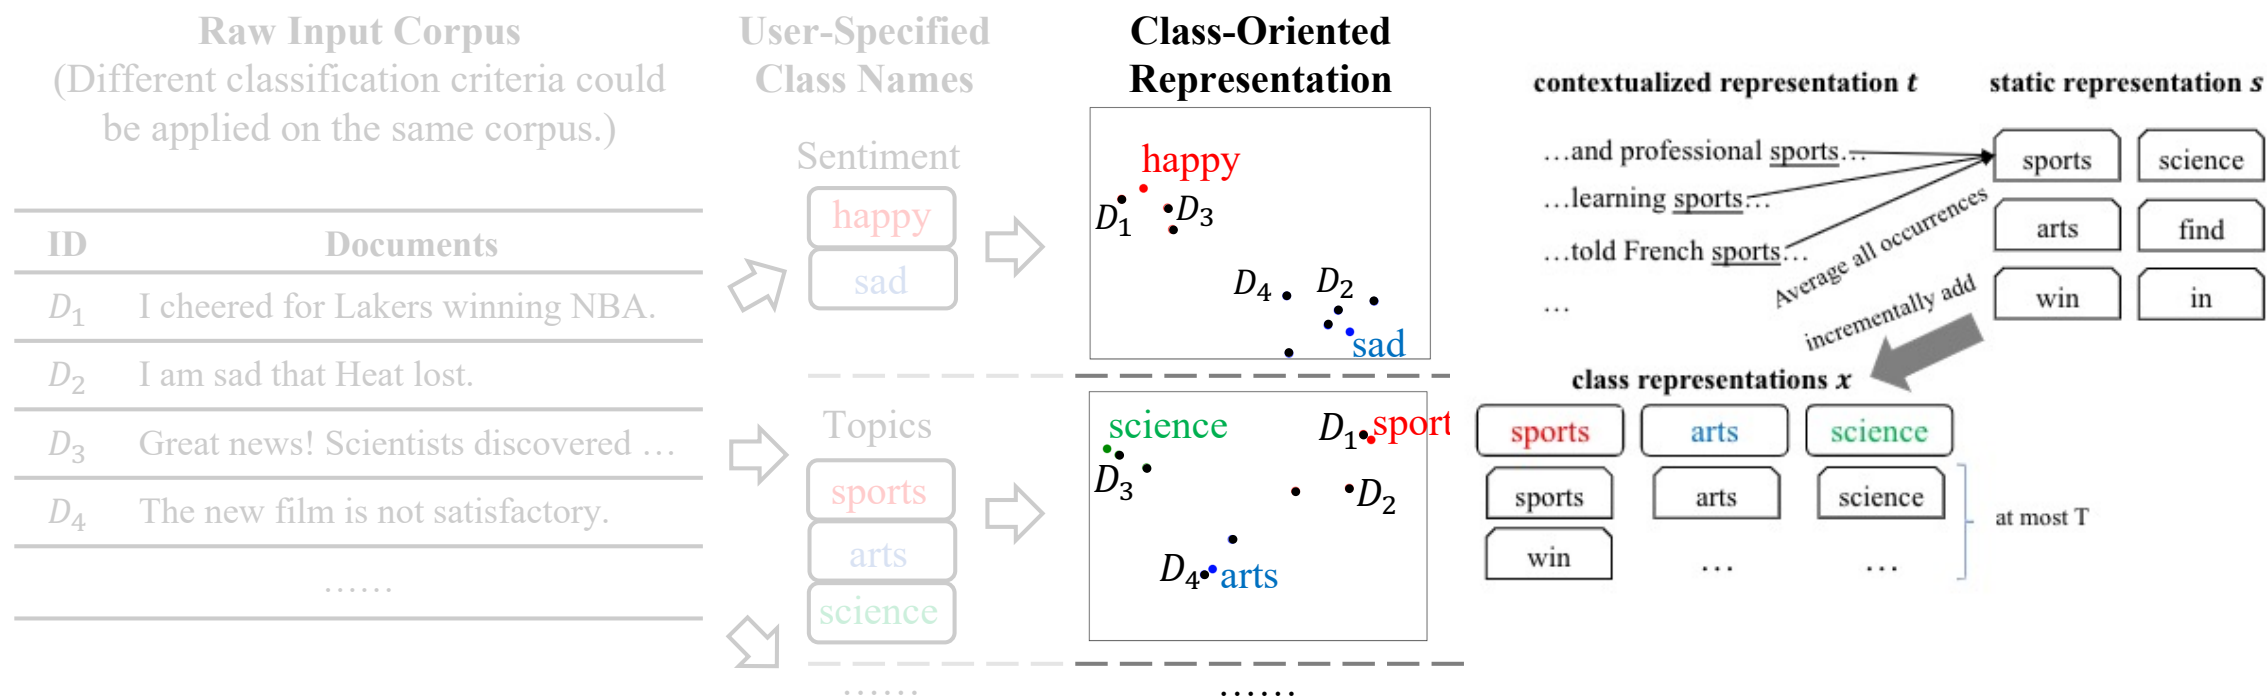 Raw Input Corpus
(Different classification criteria could
be applied on the same corpus.)
ID Documents
D1 I cheered for Lakers winning NBA.
D2 I am sad that Heat lost.
D3 Great news! Scientists discovered …
D4 The new film is not satisfactory.
……
User-Specified
Class Names
Sentiment
happy
sad
Topics
sports
arts
science
……
Class-Oriented
Representation
happy
D1
D3
D4
D2
sad
science
D3
D1
sport
D2
D4
arts
……
contextualized representation t
…and professional sports…
…learning sports…
…told French sports…
…
Average all occurrences
static representation s
sports science
arts find
win in
incrementally add
class representations x
sports arts science
sports arts science
win … …
at most T